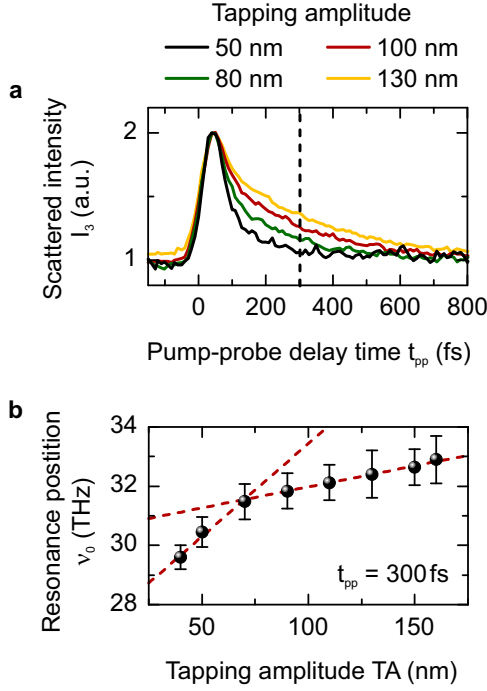 Tapping amplitude
50 nm 100 nm
80 nm 130 nm
a
Scattered intensity
I3 (a.u.)
2
1
0 200 400 600 800
Pump-probe delay time tpp (fs)
b
Resonance postition
ν0 (THz)
34
32
30
28
tpp = 300 fs
50 100 150
Tapping amplitude TA (nm)